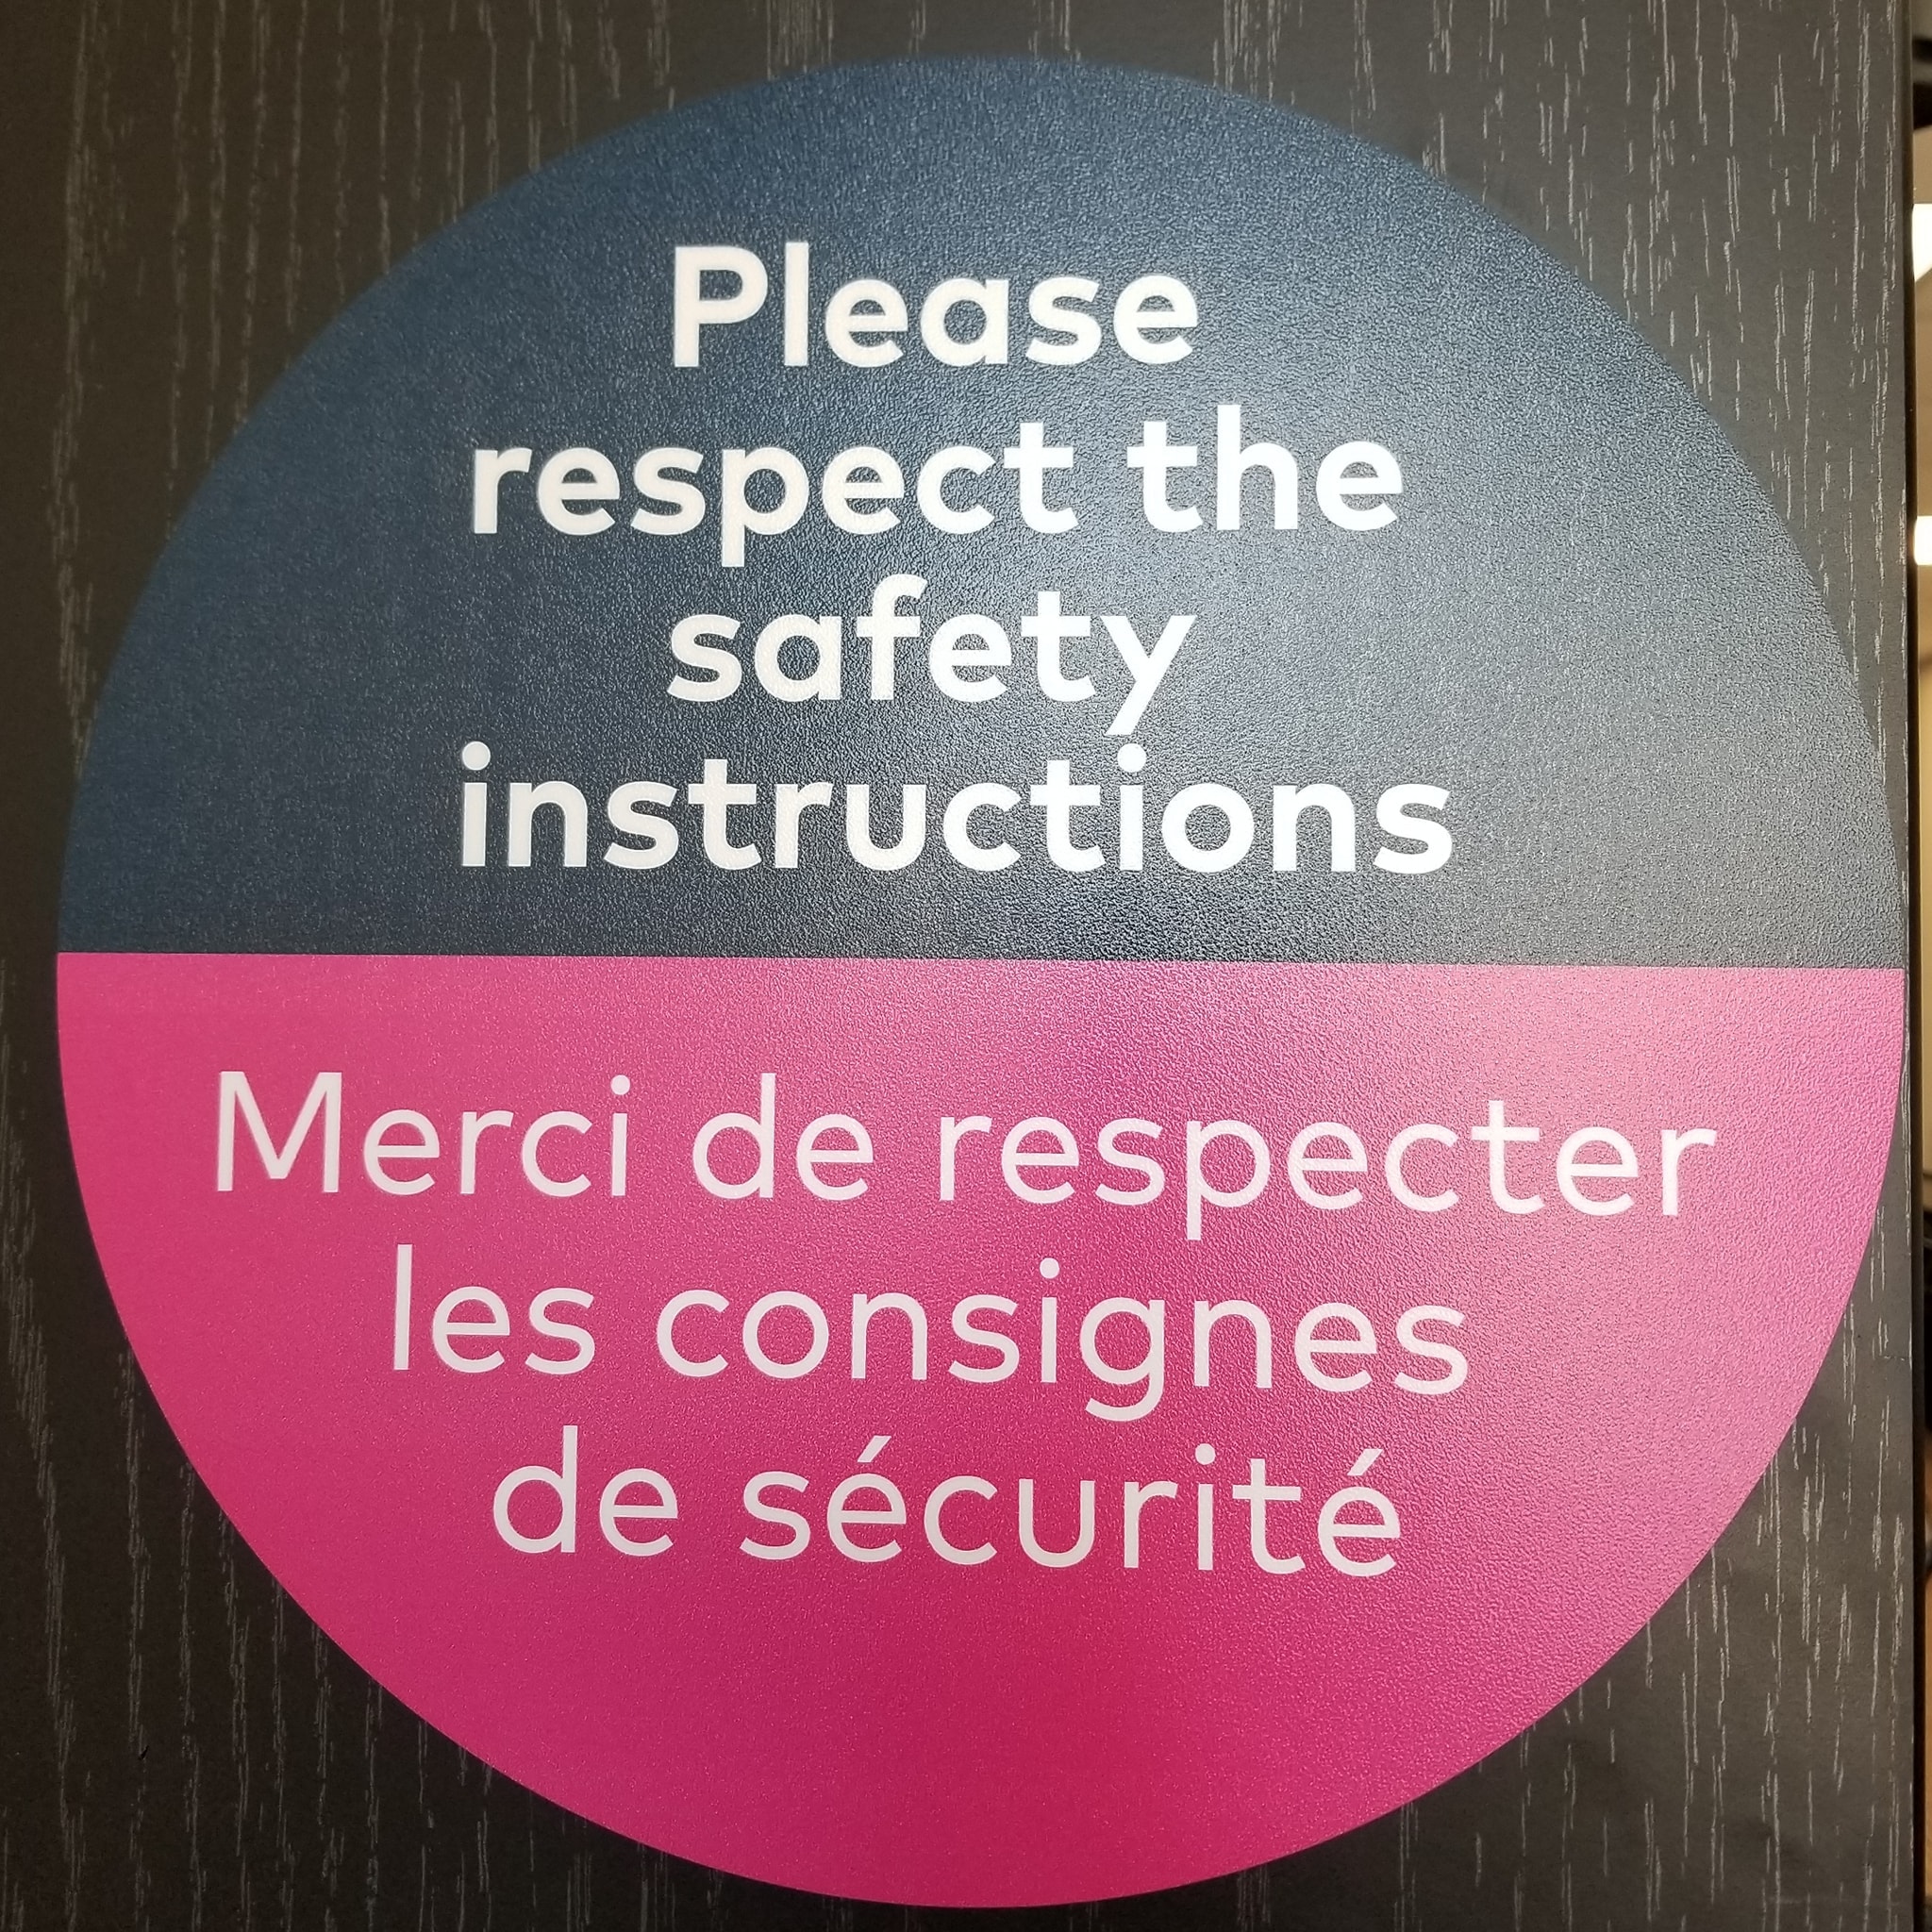 Please
respect the
safety
instructions
Merci de respecter
les consignes
de sécurité